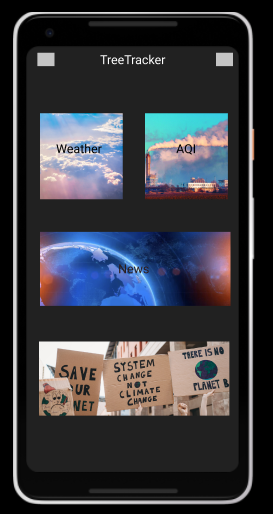 TreeTracker
Weather
AQI
News
SAVE
UR
NET
SYSTEM
CHANGE
NOT
CLIMATE
CHANGE
THERE IS NO
PLANET B